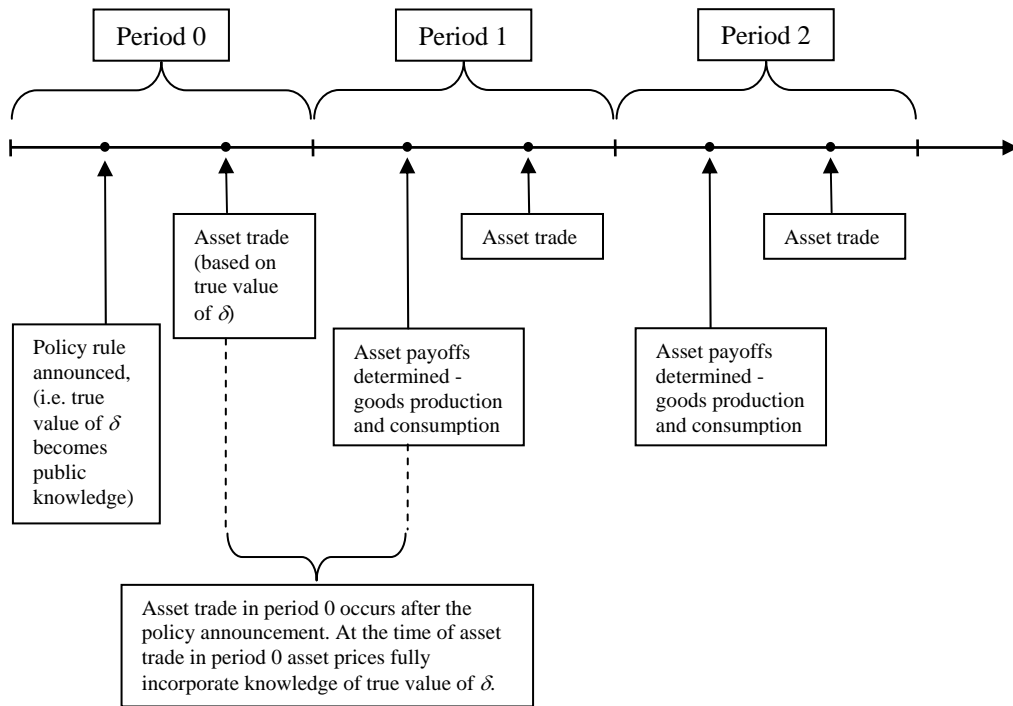 Period 0
Period 1
Period 2
Asset trade
(based on
true value
of δ)
Asset trade
Asset trade
Policy rule
announced,
(i.e. true
value of δ
becomes
public
knowledge)
Asset payoffs
determined -
goods production
and consumption
Asset payoffs
determined -
goods production
and consumption
Asset trade in period 0 occurs after the
policy announcement. At the time of asset
trade in period 0 asset prices fully
incorporate knowledge of true value of δ.